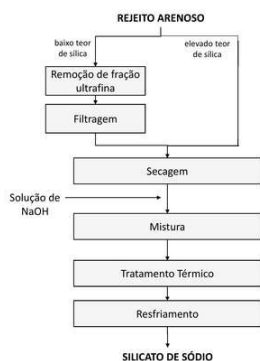 REJEITO ARENOSO
baixo teor
de sílica
elevado teor
de sílica
Remoção de fração
ultrafina
Filtragem
Secagem
Solução de
NaOH
Mistura
Tratamento Térmico
Resfriamento
SILICATO DE SÓDIO